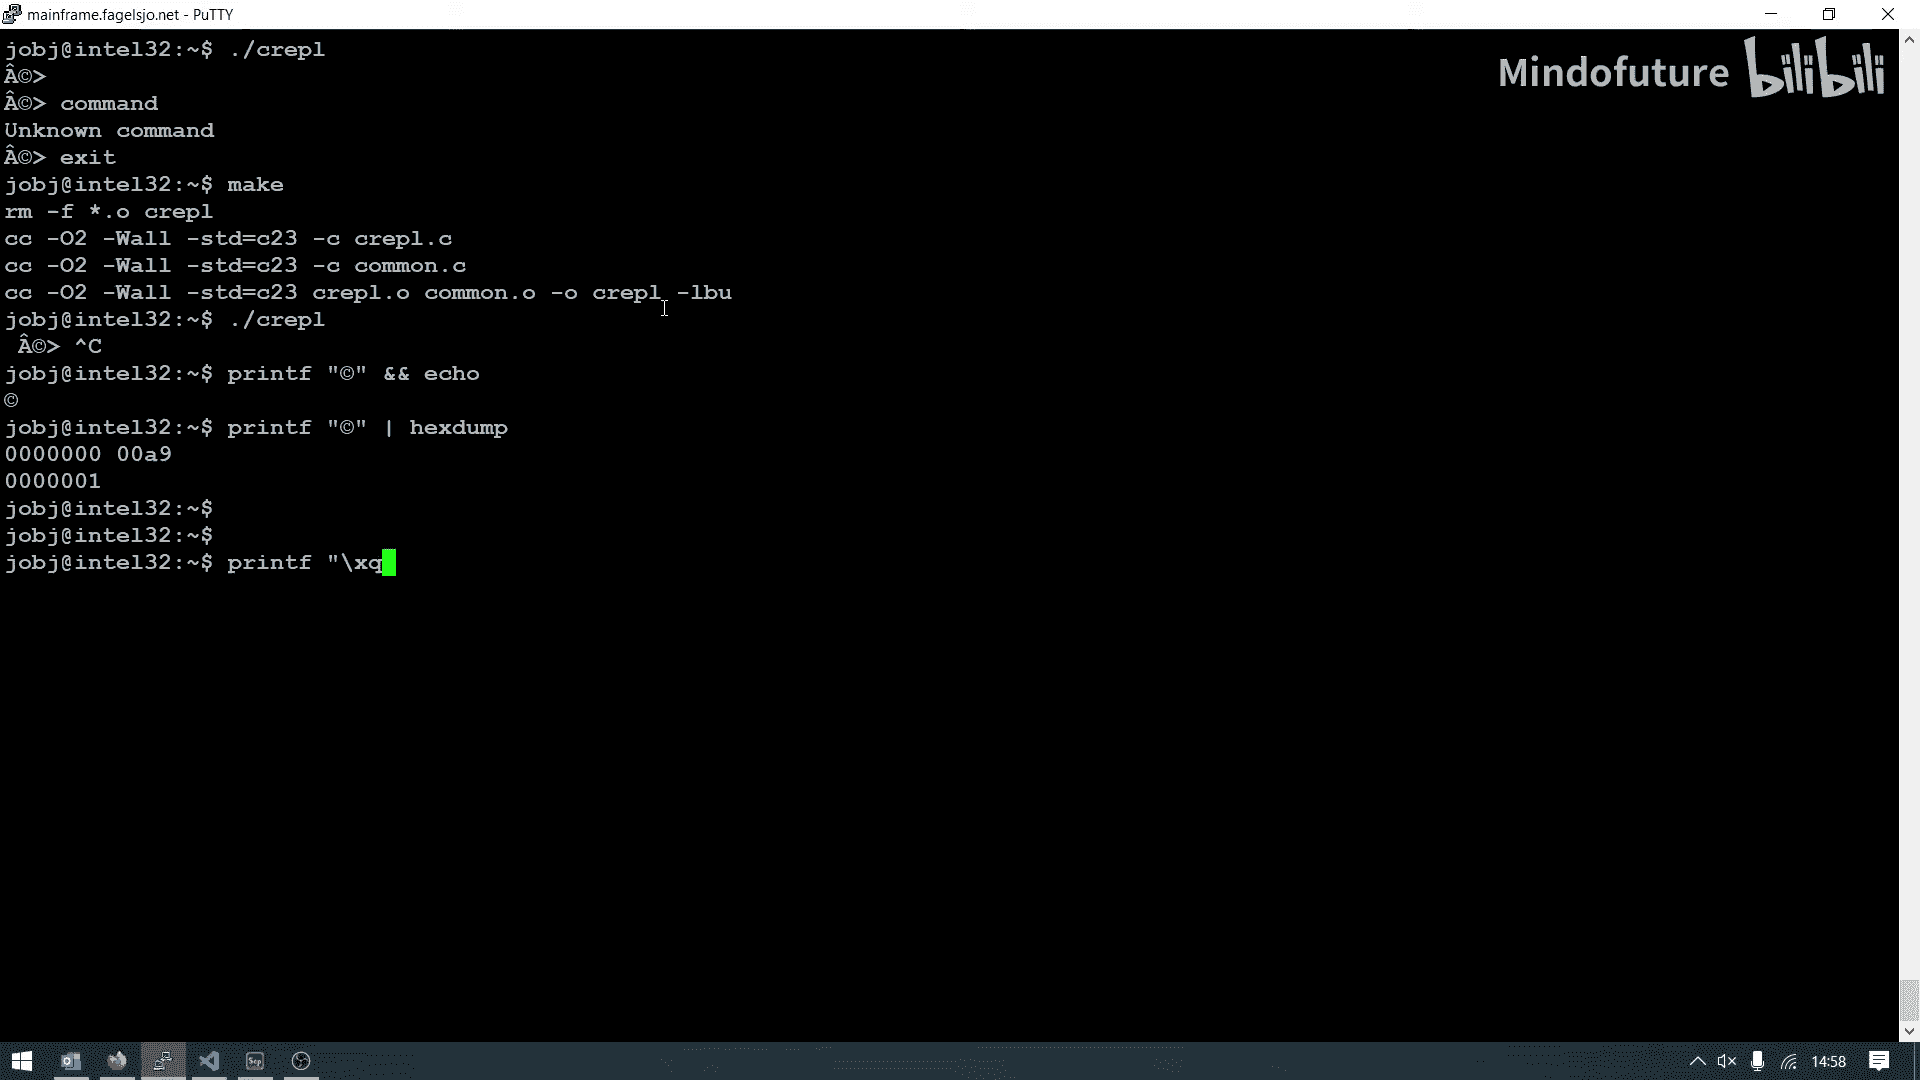 mainframe.fagelsjo.net - PuTTY
jobj@intel32:~$ ./crepl
Â©>
Â©> command
Unknown command
Â©> exit
jobj@intel32:~$ make
rm -f *.o crepl
cc -O2 -Wall -std=c23 -c crepl.c
cc -O2 -Wall -std=c23 -c common.c
cc -O2 -Wall -std=c23 crepl.o common.o -o crepl -lbu
jobj@intel32:~$ ./crepl
 Â©> ^C
jobj@intel32:~$ printf "©" && echo
©
jobj@intel32:~$ printf "©" | hexdump
0000000 00a9
0000001
jobj@intel32:~$
jobj@intel32:~$
jobj@intel32:~$ printf "\xq
Mindofuture bilibili
Scp
14:58